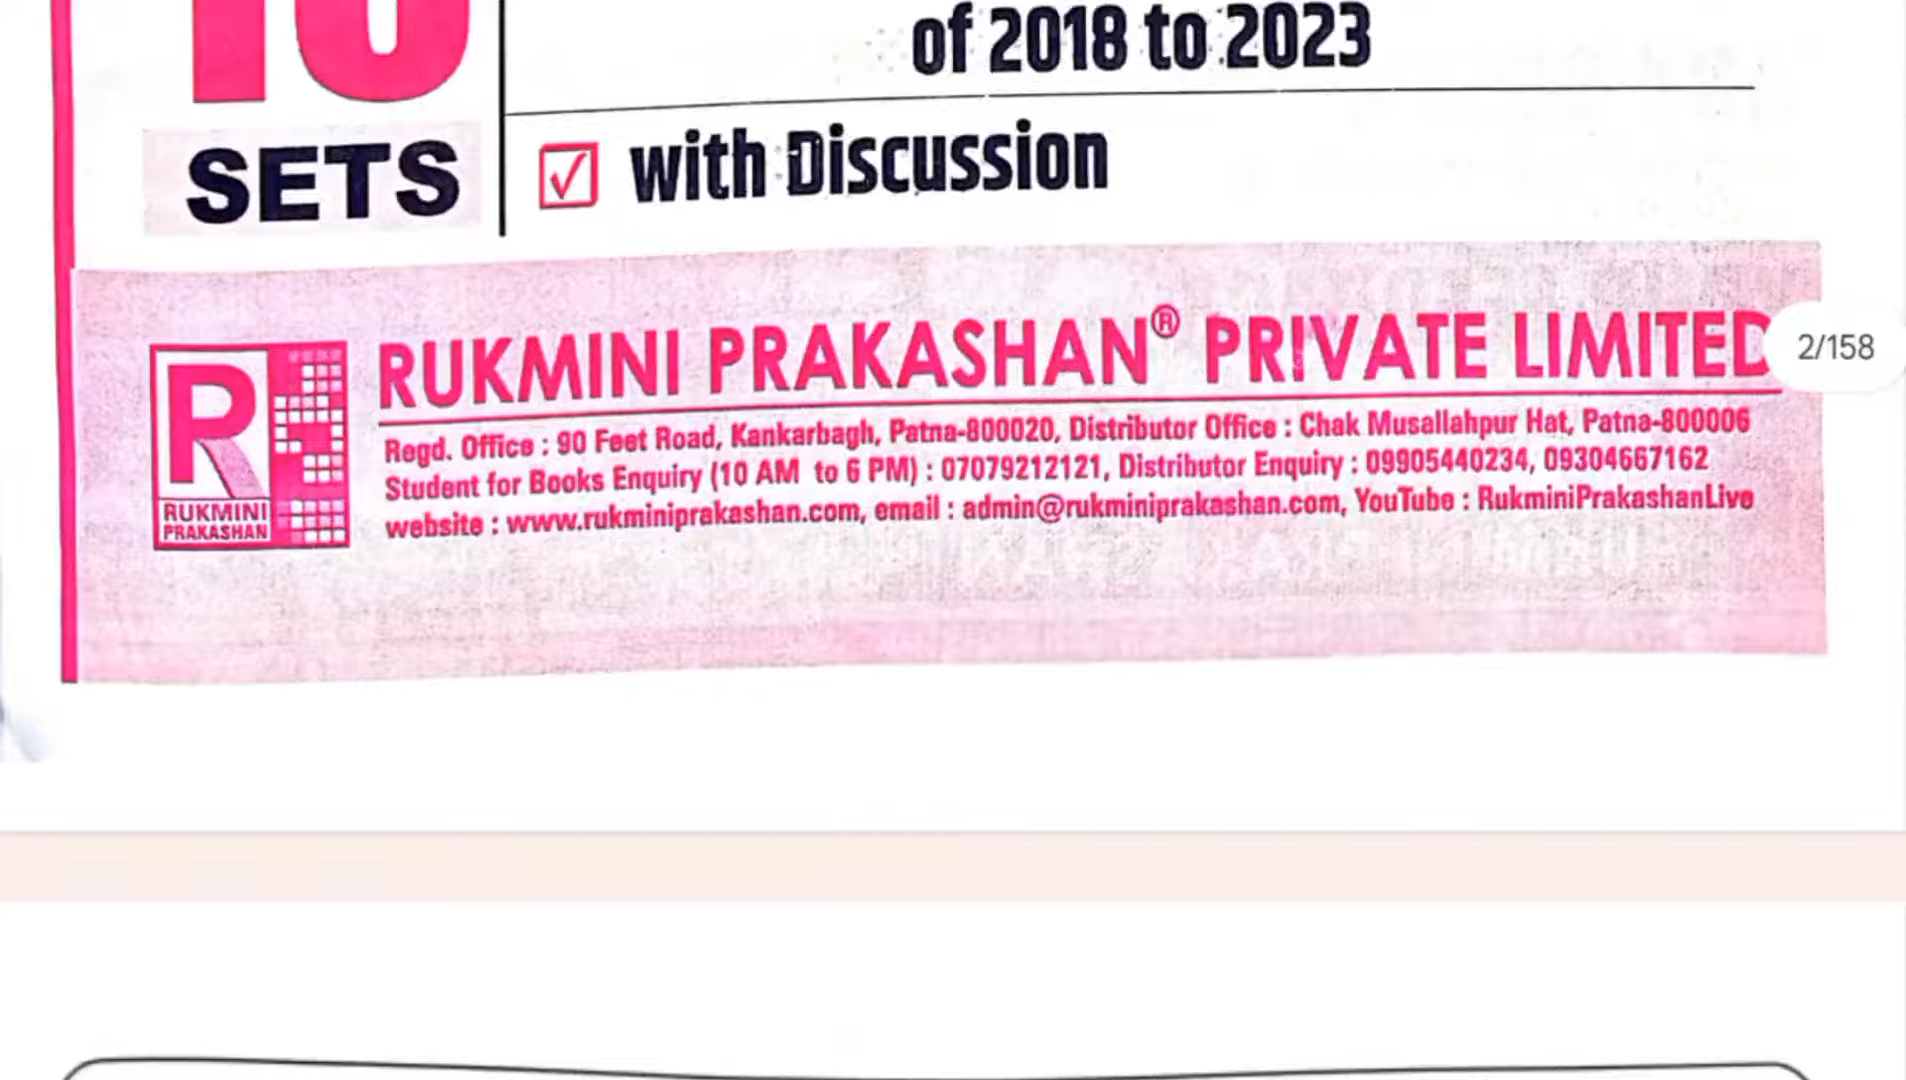 of 2018 to 2023
SETS
with Discussion
RUKMINI PRAKASHAN® PRIVATE LIMITED
2/158
Regd. Office : 90 Feet Road, Kankarbagh, Patna-800020, Distributor Office : Chak Musallahpur Hat, Patna-800006
Student for Books Enquiry (10 AM to 6 PM) : 07079212121, Distributor Enquiry : 09905440234, 09304667162
website : www.rukminiprakashan.com, email : admin@rukminiprakashan.com, YouTube : RukminiPrakashanLive
R
RUKMINI
PRAKASHAN